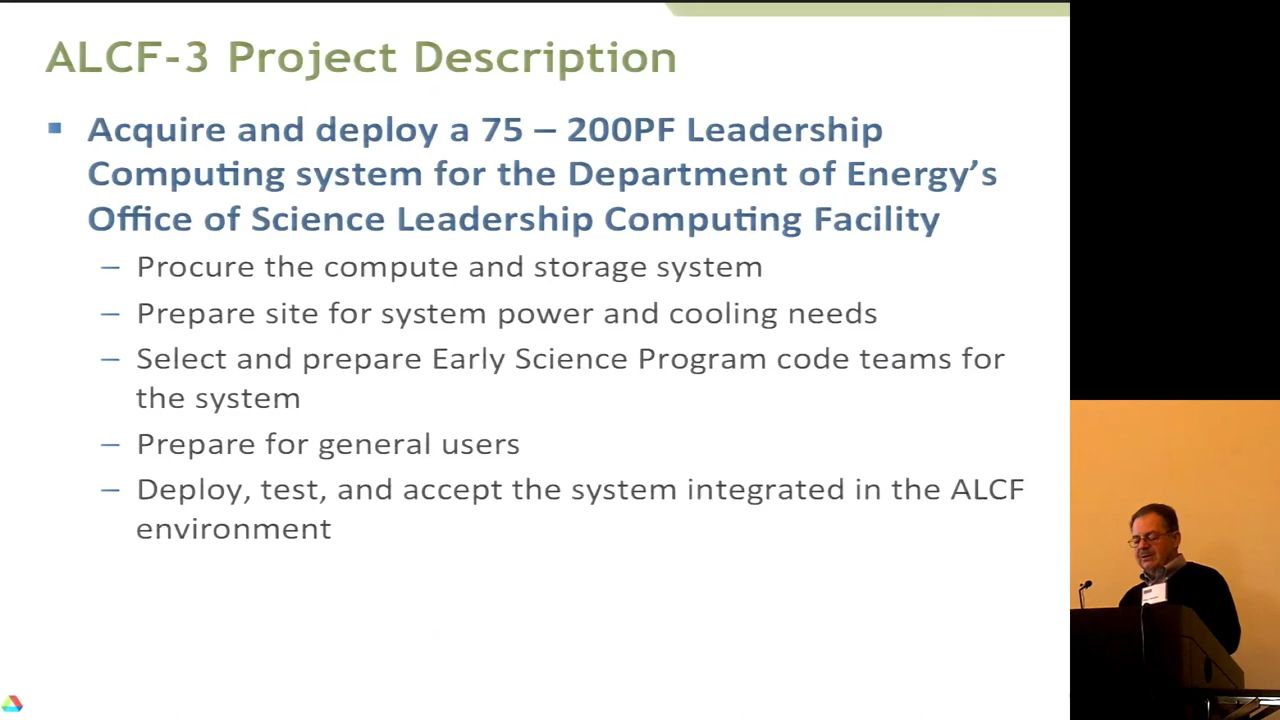 ALCF-3 Project Description
▪ Acquire and deploy a 75 – 200PF Leadership
Computing system for the Department of Energy’s
Office of Science Leadership Computing Facility
– Procure the compute and storage system
– Prepare site for system power and cooling needs
– Select and prepare Early Science Program code teams for
the system
– Prepare for general users
– Deploy, test, and accept the system integrated in the ALCF
environment